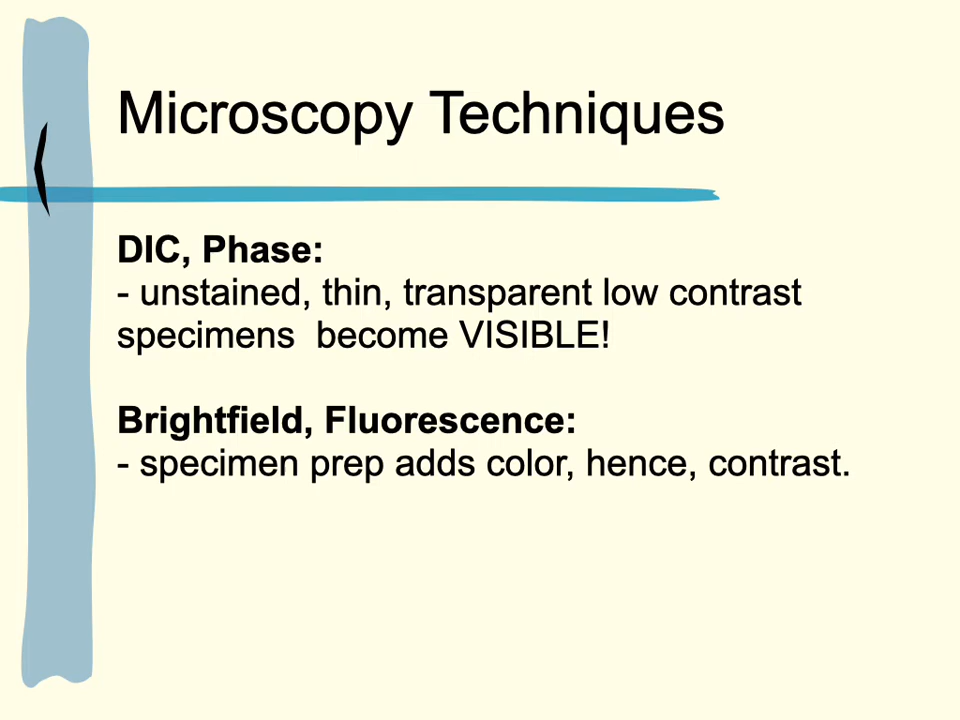 Microscopy Techniques
DIC, Phase:
- unstained, thin, transparent low contrast
specimens  become VISIBLE!
Brightfield, Fluorescence:
- specimen prep adds color, hence, contrast.